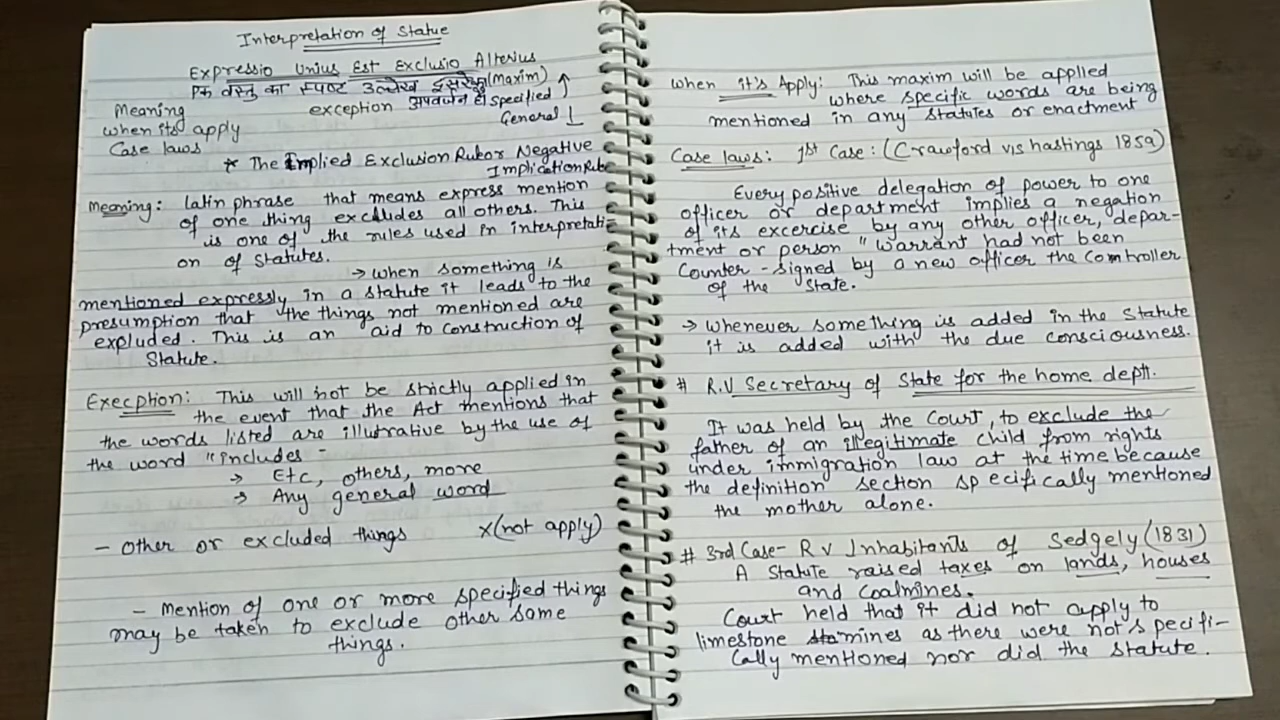 Interpretation of Statue
Expressio Unius Est Exclusio Alterius
एक वस्तु का स्पष्ट उल्लेख दूसरे का (Maxim)
अपवर्जन है
Meaning
exception
Specified ↑
when its apply
General ⊥
Case laws
* The Implied Exclusion Rule or Negative
Implication Rule
Meaning: latin phrase that means express mention
of one thing excludes all others. This
is one of the rules used in interpretati-
on of Statutes.
→ when something is
mentioned expressly in a statute it leads to the
presumption that the things not mentioned are
expluded. This is an aid to construction of
Statute.
Execption: This will not be strictly applied in
the event that the Act mentions that
the words listed are illutrative by the use of
the word "includes -
→ Etc, others, more
→ Any general word
- Other or excluded things x(not apply)
- Mention of one or more specified things
may be taken to exclude other some
things.
when it's Apply: This maxim will be applied
where specific words are being
mentioned in any statutes or enactment
Case laws: 1st Case: (Crawford v/s hastings 1859)
Every positive delegation of power to one
officer or department implies a negation
of its excercise by any other officer, depar-
tment or person "warrant had not been
Counter-signed by a new officer the Comtroller
of the State.
→ Whenever something is added in the Statute
it is added with the due consciousness.
# R.V Secretary of State for the home deptt.
It was held by the Court, to exclude the
father of an illegitimate child from rights
under immigration law at the time because
the definition section specifically mentioned
the mother alone.
# 3rd Case- R V Inhabitants of Sedgely (1831)
A Statute raised taxes on lands, houses
and Coalmines.
Court held that it did not apply to
limestone mines as there were not specifi-
cally mentioned nor did the statute.